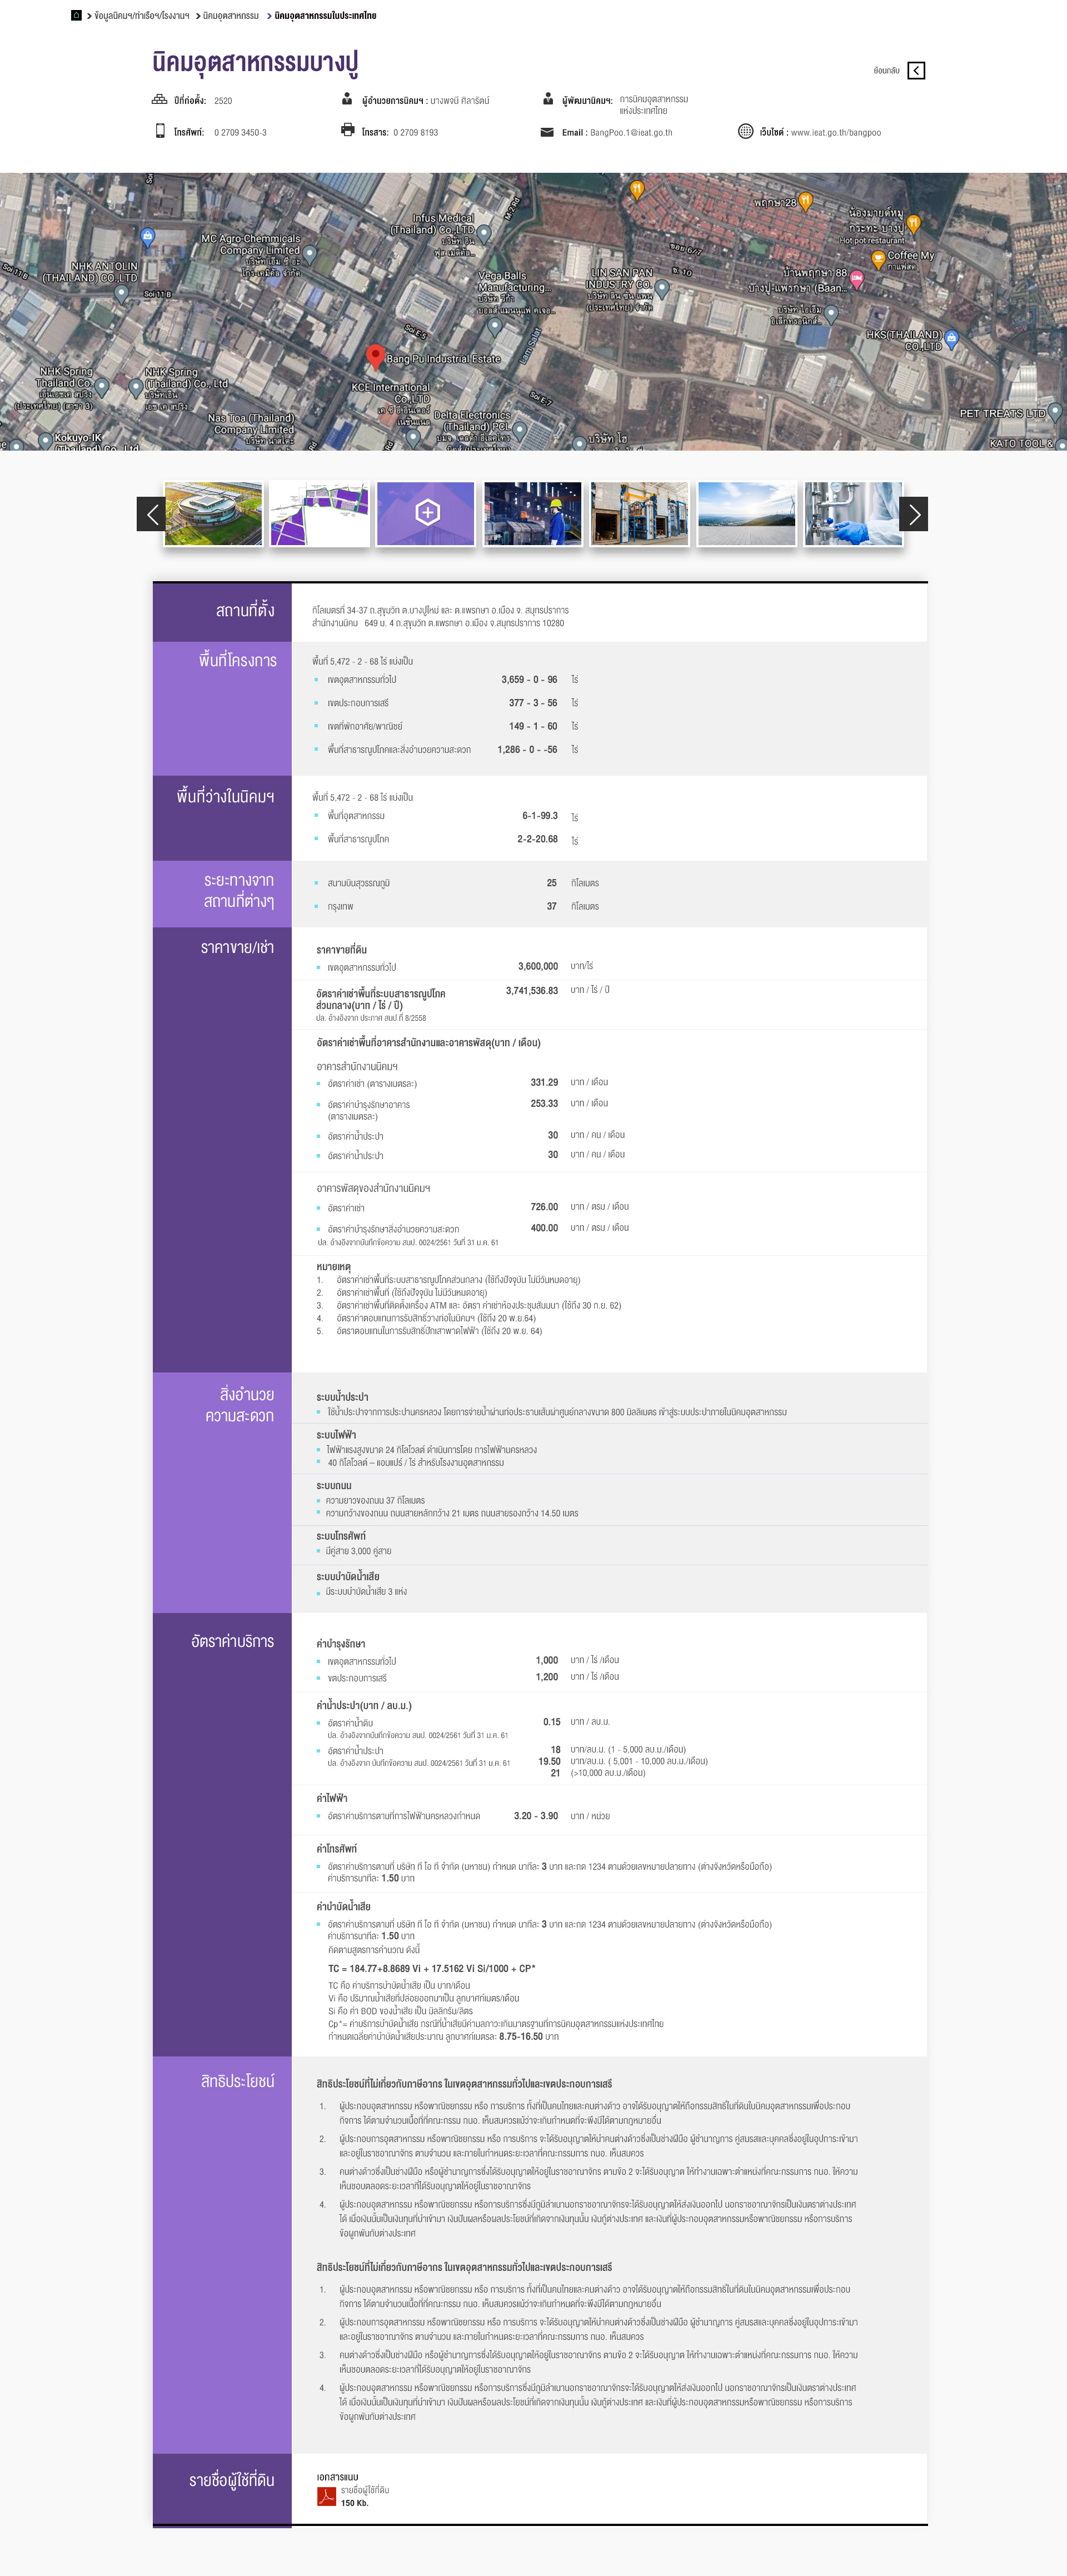 ข้อมูลนิคมฯ/ท่าเรือฯ/โรงงานฯ > นิคมอุตสาหกรรม > นิคมอุตสาหกรรมในประเทศไทย
นิคมอุตสาหกรรมบางปู
ย้อนกลับ
ปีที่ก่อตั้ง: 2520
ผู้อำนวยการนิคมฯ : นางพจนี ศิลารัตน์
ผู้พัฒนานิคมฯ: การนิคมอุตสาหกรรม
แห่งประเทศไทย
โทรศัพท์: 0 2709 3450-3
โทรสาร: 0 2709 8193
Email : BangPoo.1@ieat.go.th
เว็บไซต์ : www.ieat.go.th/bangpoo
พฤกษา28
น้องมายด์หมู
กระทะ บางปู
Hot pot restaurant
Coffee My
กาแฟสด
Infus Medical
(Thailand) Co.,LTD
MC Agro-Chemmicals
Company Limited
NHK ANTOLIN
(THAILAND) CO.,LTD
Soi 11 B
Soi 11B
Vega Balls
Manufacturing...
LIN SAN PAN
INDUSTRY CO.
ซอย 6/7
ซ. 10
บ้านพฤกษา 88
บางปู-แพรกษา (Baan...
HKS(THAILAND)
CO.,LTD
Soi E-5
Bang Pu Industrial Estate
NHK Spring
Thailand Co.
NHK Spring
(Thailand) Co., Ltd
KCE International
Co.,LTD
Soi E-7
Nas Toa (Thailand)
Company Limited
Delta Electronics
(Thailand) PCL
PET TREATS LTD
Kokuyo-IK
(Thailand) Co., Ltd
KATO TOOL &
สถานที่ตั้ง
กิโลเมตรที่ 34-37 ถ.สุขุมวิท ต.บางปูใหม่ และ ต.แพรกษา อ.เมือง จ. สมุทรปราการ
สำนักงานนิคม 649 ม. 4 ถ.สุขุมวิท ต.แพรกษา อ.เมือง จ.สมุทรปราการ 10280
พื้นที่โครงการ
พื้นที่ 5,472 - 2 - 68 ไร่ แบ่งเป็น
เขตอุตสาหกรรมทั่วไป 3,659 - 0 - 96 ไร่
เขตประกอบการเสรี 377 - 3 - 56 ไร่
เขตที่พักอาศัย/พาณิชย์ 149 - 1 - 60 ไร่
พื้นที่สาธารณูปโภคและสิ่งอำนวยความสะดวก 1,286 - 0 - -56 ไร่
พื้นที่ว่างในนิคมฯ
พื้นที่ 5,472 - 2 - 68 ไร่ แบ่งเป็น
พื้นที่อุตสาหกรรม 6-1-99.3 ไร่
พื้นที่สาธารณูปโภค 2-2-20.68 ไร่
ระยะทางจาก
สถานที่ต่างๆ
สนามบินสุวรรณภูมิ 25 กิโลเมตร
กรุงเทพ 37 กิโลเมตร
ราคาขาย/เช่า
ราคาขายที่ดิน
เขตอุตสาหกรรมทั่วไป 3,600,000 บาท/ไร่
อัตราค่าเช่าพื้นที่ระบบสาธารณูปโภค 3,741,536.83 บาท / ไร่ / ปี
ส่วนกลาง(บาท / ไร่ / ปี)
ปล. อ้างอิงจาก ประกาศ สนป.ที่ 8/2558
อัตราค่าเช่าพื้นที่อาคารสำนักงานและอาคารพัสดุ(บาท / เดือน)
อาคารสำนักงานนิคมฯ
อัตราค่าเช่า (ตารางเมตรละ) 331.29 บาท / เดือน
อัตราค่าบำรุงรักษาอาคาร 253.33 บาท / เดือน
(ตารางเมตรละ)
อัตราค่าน้ำประปา 30 บาท / คน / เดือน
อัตราค่าน้ำประปา 30 บาท / คน / เดือน
อาคารพัสดุของสำนักงานนิคมฯ
อัตราค่าเช่า 726.00 บาท / ตรม / เดือน
อัตราค่าบำรุงรักษาสิ่งอำนวยความสะดวก 400.00 บาท / ตรม / เดือน
ปล. อ้างอิงจากบันทึกข้อความ สนป. 0024/2561 วันที่ 31 ม.ค. 61
หมายเหตุ
1. อัตราค่าเช่าพื้นที่ระบบสาธารณูปโภคส่วนกลาง (ใช้ถึงปัจจุบัน ไม่มีวันหมดอายุ)
2. อัตราค่าเช่าพื้นที่ (ใช้ถึงปัจจุบัน ไม่มีวันหมดอายุ)
3. อัตราค่าเช่าพื้นที่ติดตั้งเครื่อง ATM และ อัตรา ค่าเช่าห้องประชุมสัมมนา (ใช้ถึง 30 ก.ย. 62)
4. อัตราค่าตอบแทนการรับสิทธิ์วางท่อในนิคมฯ (ใช้ถึง 20 พ.ย.64)
5. อัตราตอบแทนในการรับสิทธิ์ปักเสาพาดไฟฟ้า (ใช้ถึง 20 พ.ย. 64)
สิ่งอำนวย
ความสะดวก
ระบบน้ำประปา
ใช้น้ำประปาจากการประปานครหลวง โดยการจ่ายน้ำผ่านท่อประธานเส้นผ่าศูนย์กลางขนาด 800 มิลลิเมตร เข้าสู่ระบบประปาภายในนิคมอุตสาหกรรม
ระบบไฟฟ้า
ไฟฟ้าแรงสูงขนาด 24 กิโลโวลต์ ดำเนินการโดย การไฟฟ้านครหลวง
40 กิโลโวลต์ – แอมแปร์ / ไร่ สำหรับโรงงานอุตสาหกรรม
ระบบถนน
ความยาวของถนน 37 กิโลเมตร
ความกว้างของถนน ถนนสายหลักกว้าง 21 เมตร ถนนสายรองกว้าง 14.50 เมตร
ระบบโทรศัพท์
มีคู่สาย 3,000 คู่สาย
ระบบบำบัดน้ำเสีย
มีระบบบำบัดน้ำเสีย 3 แห่ง
อัตราค่าบริการ
ค่าบำรุงรักษา
เขตอุตสาหกรรมทั่วไป 1,000 บาท / ไร่ /เดือน
ขตประกอบการเสรี 1,200 บาท / ไร่ /เดือน
ค่าน้ำประปา(บาท / ลบ.ม.)
อัตราค่าน้ำดิบ 0.15 บาท / ลบ.ม.
ปล. อ้างอิงจากบันทึกข้อความ สนป. 0024/2561 วันที่ 31 ม.ค. 61
อัตราค่าน้ำประปา 18 บาท/ลบ.ม. (1 - 5,000 ลบ.ม./เดือน)
ปล. อ้างอิงจาก บันทึกข้อความ สนป. 0024/2561 วันที่ 31 ม.ค. 61 19.50 บาท/ลบ.ม. ( 5,001 - 10,000 ลบ.ม./เดือน)
21 (>10,000 ลบ.ม./เดือน)
ค่าไฟฟ้า
อัตราค่าบริการตามที่การไฟฟ้านครหลวงกำหนด 3.20 - 3.90 บาท / หน่วย
ค่าโทรศัพท์
อัตราค่าบริการตามที่ บริษัท ที โอ ที จำกัด (มหาชน) กำหนด นาทีละ 3 บาท และกด 1234 ตามด้วยเลขหมายปลายทาง (ต่างจังหวัดหรือมือถือ)
ค่าบริการนาทีละ 1.50 บาท
ค่าบำบัดน้ำเสีย
อัตราค่าบริการตามที่ บริษัท ที โอ ที จำกัด (มหาชน) กำหนด นาทีละ 3 บาท และกด 1234 ตามด้วยเลขหมายปลายทาง (ต่างจังหวัดหรือมือถือ)
ค่าบริการนาทีละ 1.50 บาท
คิดตามสูตรการคำนวณ ดังนี้
TC = 184.77+8.8689 Vi + 17.5162 Vi Si/1000 + CP*
TC คือ ค่าบริการบำบัดน้ำเสีย เป็น บาท/เดือน
Vi คือ ปริมาณน้ำเสียที่ปล่อยออกมาเป็น ลูกบาศก์เมตร/เดือน
Si คือ ค่า BOD ของน้ำเสีย เป็น มิลลิกรัม/ลิตร
Cp*= ค่าบริการบำบัดน้ำเสีย กรณีที่น้ำเสียมีค่ามลภาวะเกินมาตรฐานที่การนิคมอุตสาหกรรมแห่งประเทศไทย
กำหนดเฉลี่ยค่าบำบัดน้ำเสียประมาณ ลูกบาศก์เมตรละ 8.75-16.50 บาท
สิทธิประโยชน์
สิทธิประโยชน์ที่ไม่เกี่ยวกับภาษีอากร ในเขตอุตสาหกรรมทั่วไปและเขตประกอบการเสรี
1. ผู้ประกอบอุตสาหกรรม หรือพาณิชยกรรม หรือ การบริการ ทั้งที่เป็นคนไทยและคนต่างด้าว อาจได้รับอนุญาตให้ถือกรรมสิทธิ์ในที่ดินในนิคมอุตสาหกรรมเพื่อประกอบ
กิจการ ได้ตามจำนวนเนื้อที่ที่คณะกรรม กนอ. เห็นสมควรแม้ว่าจะเกินกำหนดที่จะพึงมีได้ตามกฎหมายอื่น
2. ผู้ประกอบการอุตสาหกรรม หรือพาณิชยกรรม หรือ การบริการ จะได้รับอนุญาตให้นำคนต่างด้าวซึ่งเป็นช่างฝีมือ ผู้ชำนาญการ คู่สมรสและบุคคลซึ่งอยู่ในอุปการะเข้ามา
และอยู่ในราชอาณาจักร ตามจำนวน และภายในกำหนดระยะเวลาที่คณะกรรมการ กนอ. เห็นสมควร
3. คนต่างด้าวซึ่งเป็นช่างฝีมือ หรือผู้ชำนาญการซึ่งได้รับอนุญาตให้อยู่ในราชอาณาจักร ตามข้อ 2 จะได้รับอนุญาต ให้ทำงานเฉพาะตำแหน่งที่คณะกรรมการ กนอ. ให้ความ
เห็นชอบตลอดระยะเวลาที่ได้รับอนุญาตให้อยู่ในราชอาณาจักร
4. ผู้ประกอบอุตสาหกรรม หรือพาณิชยกรรม หรือการบริการซึ่งมีภูมิลำเนานอกราชอาณาจักรจะได้รับอนุญาตให้ส่งเงินออกไป นอกราชอาณาจักรเป็นเงินตราต่างประเทศ
ได้ เมื่อเงินนั้นเป็นเงินทุนที่นำเข้ามา เงินปันผลหรือผลประโยชน์ที่เกิดจากเงินทุนนั้น เงินกู้ต่างประเทศ และเงินที่ผู้ประกอบอุตสาหกรรมหรือพาณิชยกรรม หรือการบริการ
ข้อผูกพันกับต่างประเทศ
สิทธิประโยชน์ที่ไม่เกี่ยวกับภาษีอากร ในเขตอุตสาหกรรมทั่วไปและเขตประกอบการเสรี
1. ผู้ประกอบอุตสาหกรรม หรือพาณิชยกรรม หรือ การบริการ ทั้งที่เป็นคนไทยและคนต่างด้าว อาจได้รับอนุญาตให้ถือกรรมสิทธิ์ในที่ดินในนิคมอุตสาหกรรมเพื่อประกอบ
กิจการ ได้ตามจำนวนเนื้อที่ที่คณะกรรม กนอ. เห็นสมควรแม้ว่าจะเกินกำหนดที่จะพึงมีได้ตามกฎหมายอื่น
2. ผู้ประกอบการอุตสาหกรรม หรือพาณิชยกรรม หรือ การบริการ จะได้รับอนุญาตให้นำคนต่างด้าวซึ่งเป็นช่างฝีมือ ผู้ชำนาญการ คู่สมรสและบุคคลซึ่งอยู่ในอุปการะเข้ามา
และอยู่ในราชอาณาจักร ตามจำนวน และภายในกำหนดระยะเวลาที่คณะกรรมการ กนอ. เห็นสมควร
3. คนต่างด้าวซึ่งเป็นช่างฝีมือ หรือผู้ชำนาญการซึ่งได้รับอนุญาตให้อยู่ในราชอาณาจักร ตามข้อ 2 จะได้รับอนุญาต ให้ทำงานเฉพาะตำแหน่งที่คณะกรรมการ กนอ. ให้ความ
เห็นชอบตลอดระยะเวลาที่ได้รับอนุญาตให้อยู่ในราชอาณาจักร
4. ผู้ประกอบอุตสาหกรรม หรือพาณิชยกรรม หรือการบริการซึ่งมีภูมิลำเนานอกราชอาณาจักรจะได้รับอนุญาตให้ส่งเงินออกไป นอกราชอาณาจักรเป็นเงินตราต่างประเทศ
ได้ เมื่อเงินนั้นเป็นเงินทุนที่นำเข้ามา เงินปันผลหรือผลประโยชน์ที่เกิดจากเงินทุนนั้น เงินกู้ต่างประเทศ และเงินที่ผู้ประกอบอุตสาหกรรมหรือพาณิชยกรรม หรือการบริการ
ข้อผูกพันกับต่างประเทศ
รายชื่อผู้ใช้ที่ดิน
เอกสารแนบ
รายชื่อผู้ใช้ที่ดิน
150 Kb.